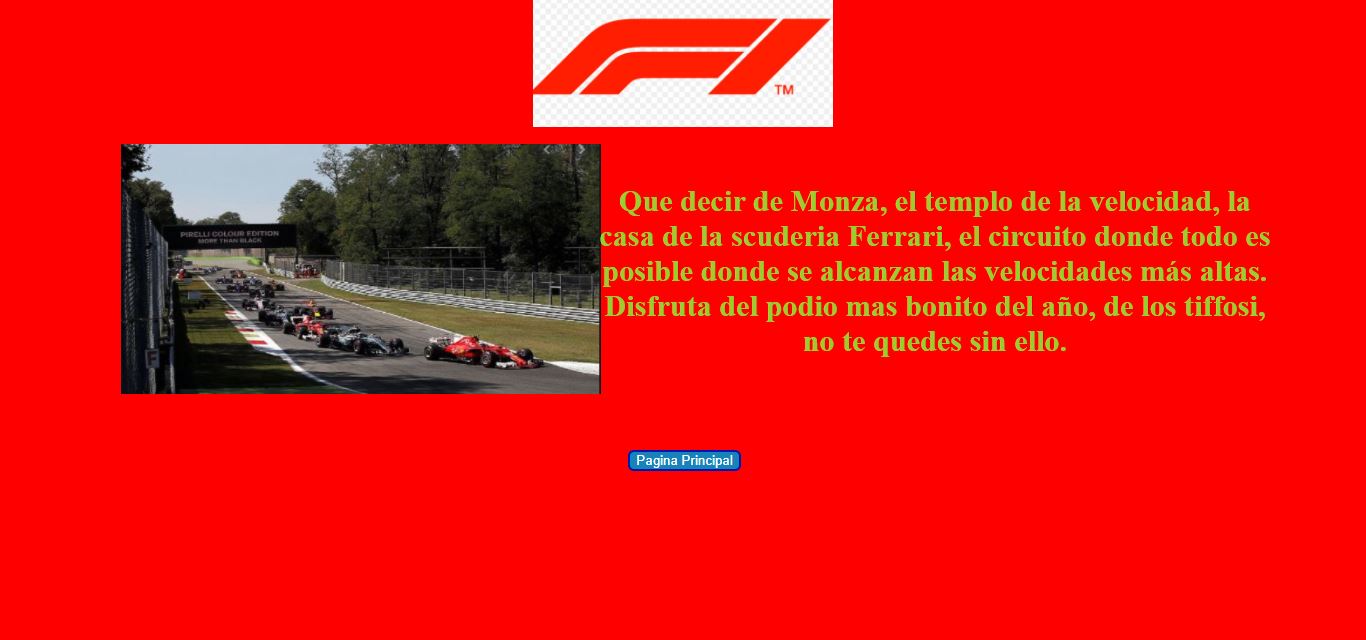 F1
TM
PIRELLI COLOUR EDITION
MORE THAN BLACK
F
Que decir de Monza, el templo de la velocidad, la
casa de la scuderia Ferrari, el circuito donde todo es
posible donde se alcanzan las velocidades más altas.
Disfruta del podio mas bonito del año, de los tiffosi,
no te quedes sin ello.
Pagina Principal